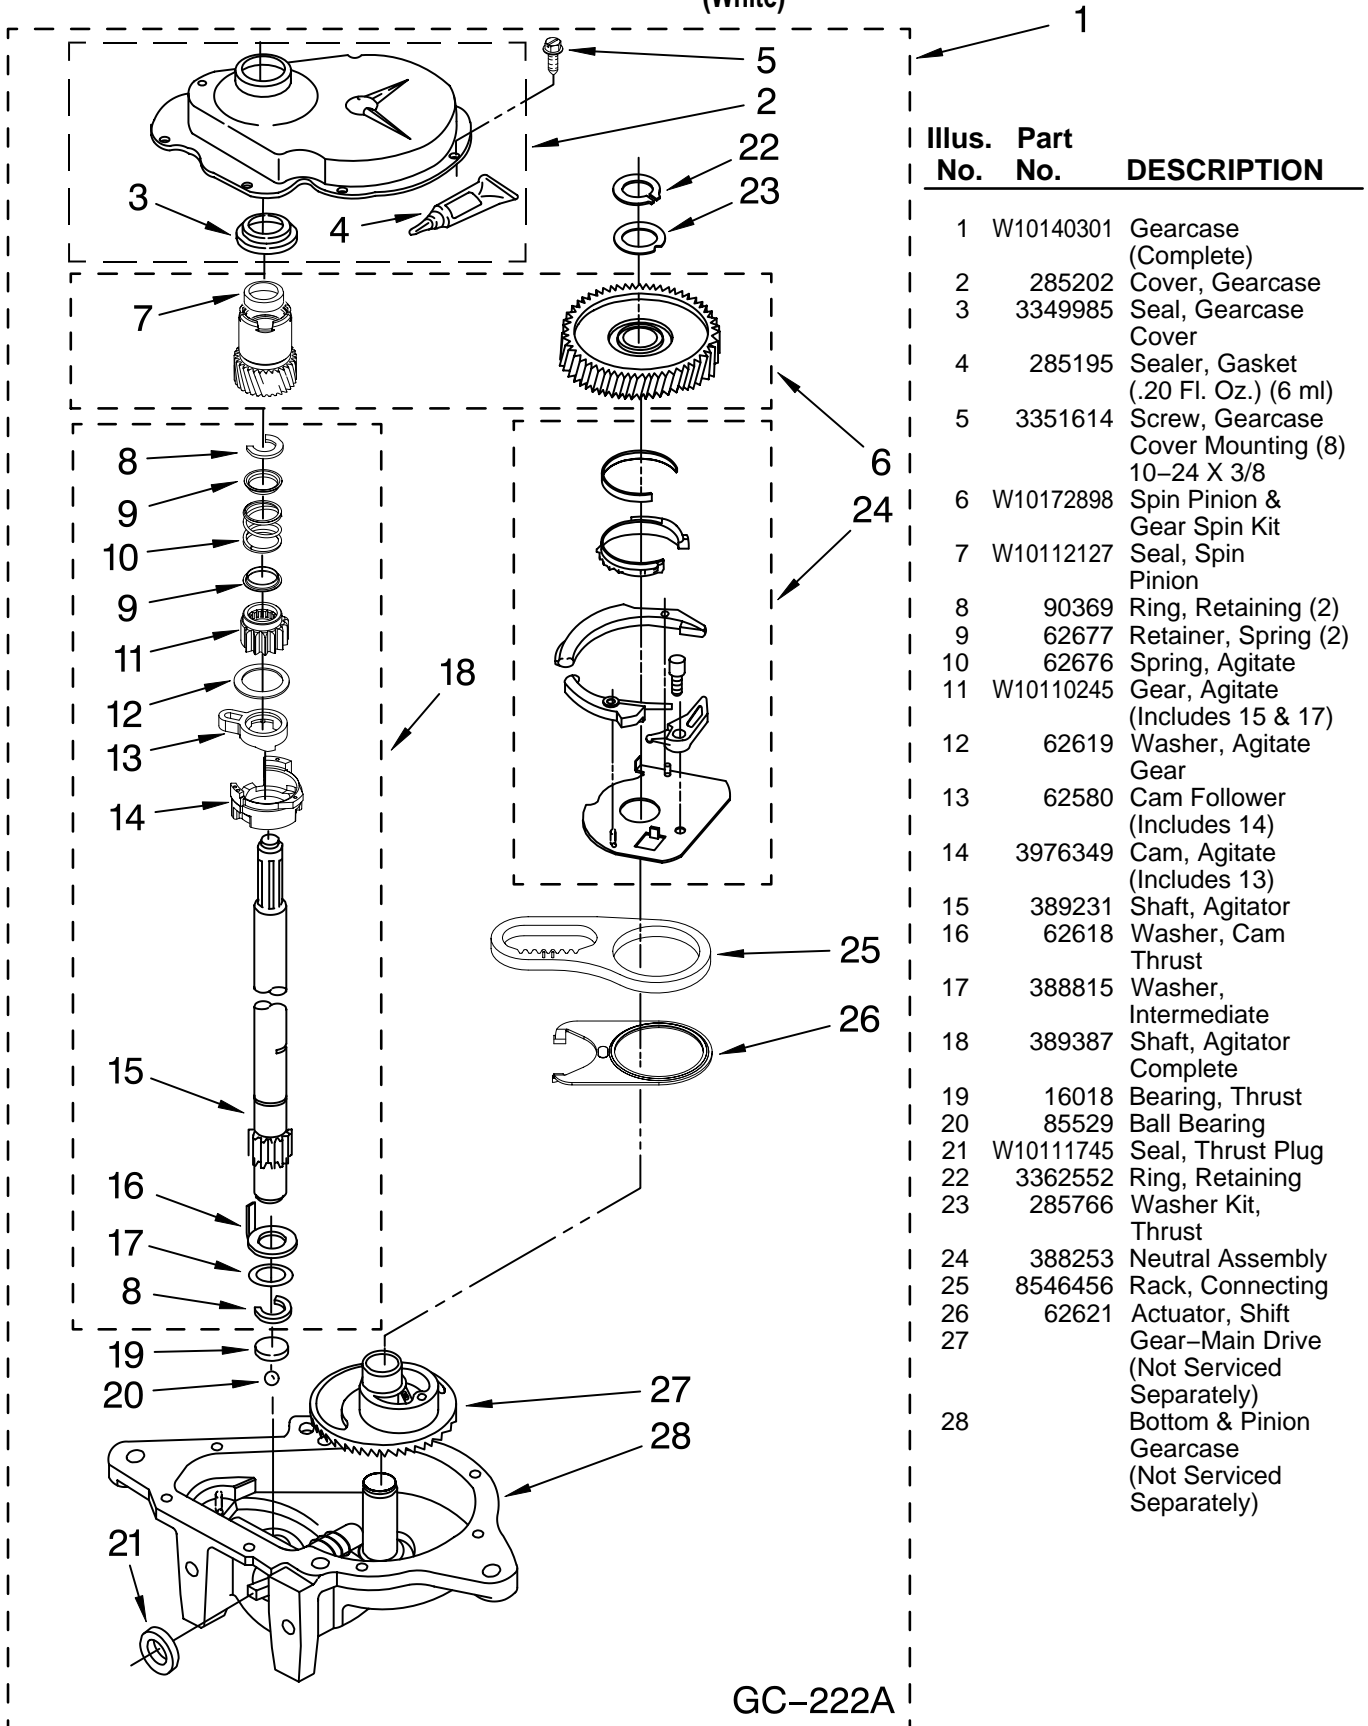 (White)
1
5
2
22
3
4
23
7
8
6
9
24
10
9
11
18
12
13
14
25
26
15
16
17
8
19
20
27
28
21
GC–222A
Illus. Part
No. No. DESCRIPTION
1 W10140301 Gearcase
(Complete)
2 285202 Cover, Gearcase
3 3349985 Seal, Gearcase
Cover
4 285195 Sealer, Gasket
(.20 Fl. Oz.) (6 ml)
5 3351614 Screw, Gearcase
Cover Mounting (8)
10–24 X 3/8
6 W10172898 Spin Pinion &
Gear Spin Kit
7 W10112127 Seal, Spin
Pinion
8 90369 Ring, Retaining (2)
9 62677 Retainer, Spring (2)
10 62676 Spring, Agitate
11 W10110245 Gear, Agitate
(Includes 15 & 17)
12 62619 Washer, Agitate
Gear
13 62580 Cam Follower
(Includes 14)
14 3976349 Cam, Agitate
(Includes 13)
15 389231 Shaft, Agitator
16 62618 Washer, Cam
Thrust
17 388815 Washer,
Intermediate
18 389387 Shaft, Agitator
Complete
19 16018 Bearing, Thrust
20 85529 Ball Bearing
21 W10111745 Seal, Thrust Plug
22 3362552 Ring, Retaining
23 285766 Washer Kit,
Thrust
24 388253 Neutral Assembly
25 8546456 Rack, Connecting
26 62621 Actuator, Shift
27 Gear–Main Drive
(Not Serviced
Separately)
28 Bottom & Pinion
Gearcase
(Not Serviced
Separately)